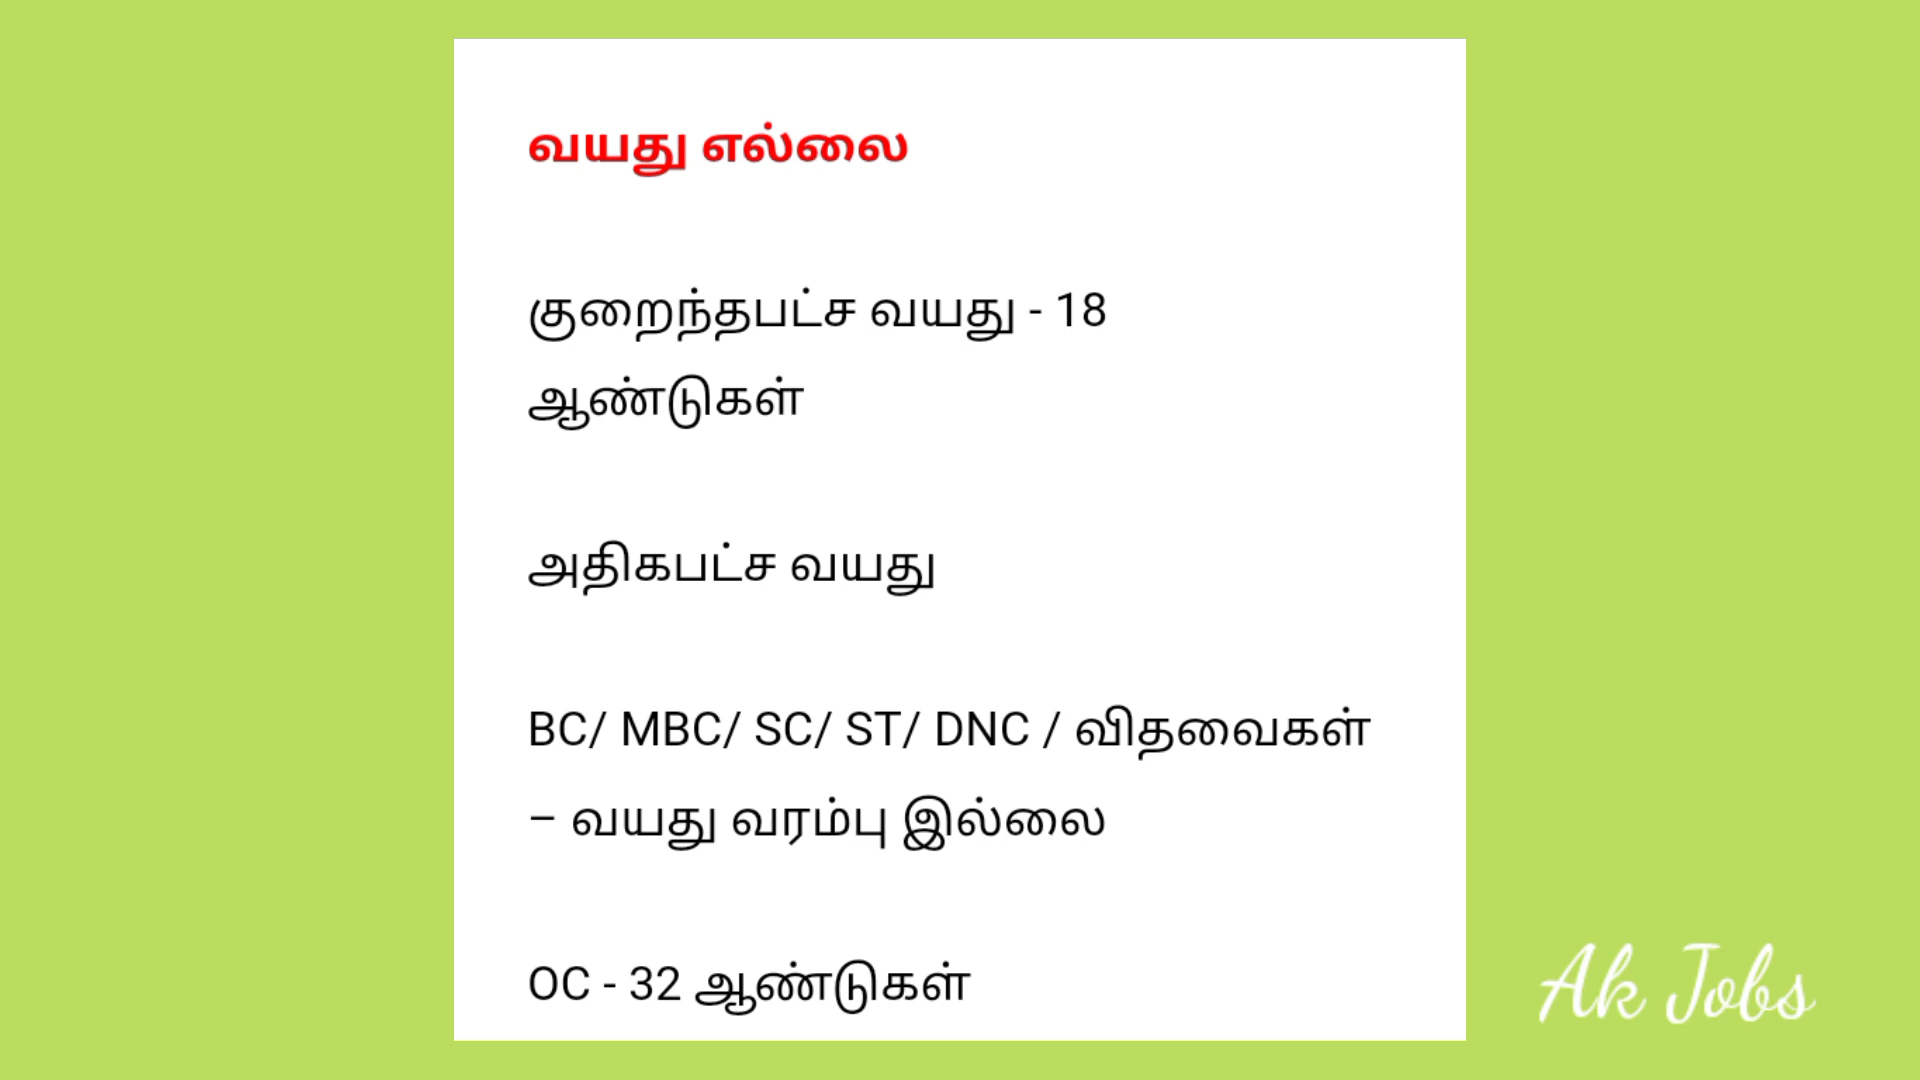 வயது எல்லை
குறைந்தபட்ச வயது - 18
ஆண்டுகள்
அதிகபட்ச வயது
BC/ MBC/ SC/ ST/ DNC / விதவைகள்
– வயது வரம்பு இல்லை
OC - 32 ஆண்டுகள்
Ak Jobs